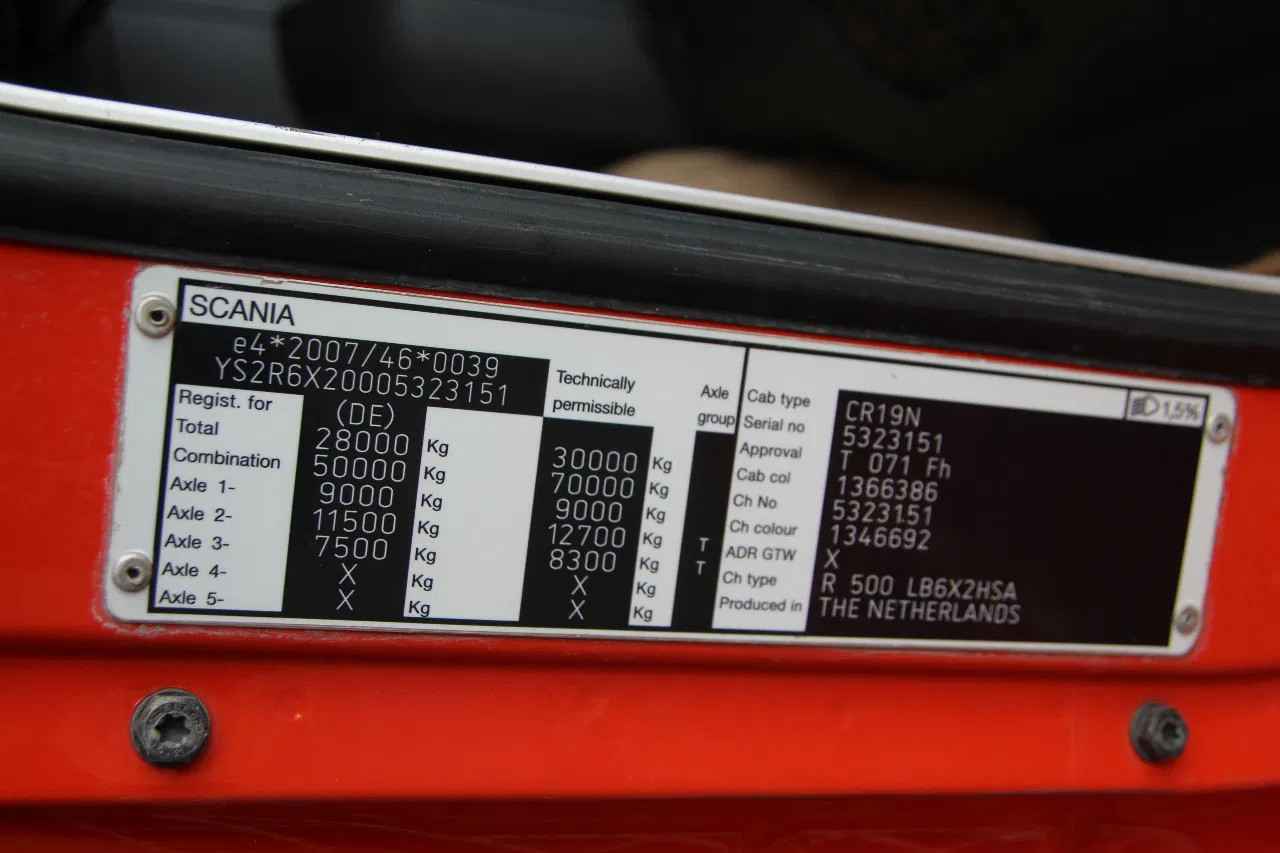 SCANIA
e4*2007/46*0039
YS2R6X20005323151
Technically permissible
Axle group
Regist. for (DE)
Total 28000 Kg 30000 Kg
Combination 50000 Kg 70000 Kg
Axle 1- 9000 Kg 9000 Kg
Axle 2- 11500 Kg 12700 Kg T
Axle 3- 7500 Kg 8300 Kg T
Axle 4- X Kg X Kg
Axle 5- X Kg X Kg
1,5%
Cab type CR19N
Serial no 5323151
Approval T 071 Fh
Cab col 1366386
Ch No 5323151
Ch colour 1346692
ADR GTW X
Ch type R 500 LB6X2HSA
Produced in THE NETHERLANDS